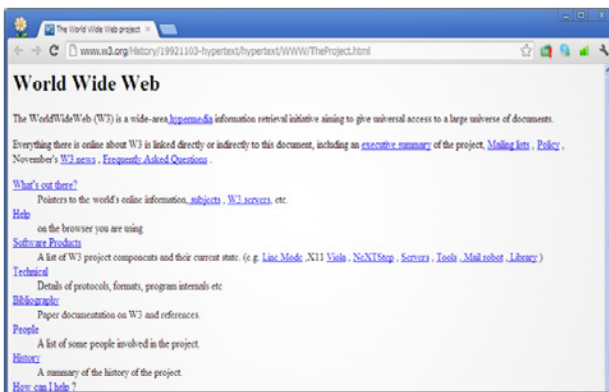 The World Wide Web project
www.w3.org/History/19921103-hypertext/hypertext/WWW/TheProject.html
World Wide Web
The WorldWideWeb (W3) is a wide-area hypermedia information retrieval initiative aiming to give universal access to a large universe of documents.
Everything there is online about W3 is linked directly or indirectly to this document, including an executive summary of the project, Mailing lists , Policy ,
November's W3 news , Frequently Asked Questions .
What's out there?
Pointers to the world's online information, subjects , W3 servers, etc.
Help
on the browser you are using
Software Products
A list of W3 project components and their current state. (e.g. Line Mode ,X11 Viola , NeXTStep , Servers , Tools , Mail robot , Library )
Technical
Details of protocols, formats, program internals etc
Bibliography
Paper documentation on W3 and references.
People
A list of some people involved in the project.
History
A summary of the history of the project.
How can I help ?